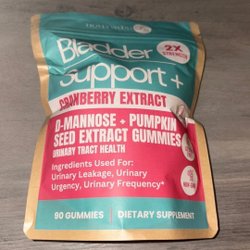 Bladder
2X
STRENGTH
Support +
CRANBERRY EXTRACT
D-MANNOSE + PUMPKIN
SEED EXTRACT GUMMIES
URINARY TRACT HEALTH
Ingredients Used For:
Urinary Leakage, Urinary
Urgency, Urinary Frequency*
90 GUMMIES
DIETARY SUPPLEMENT